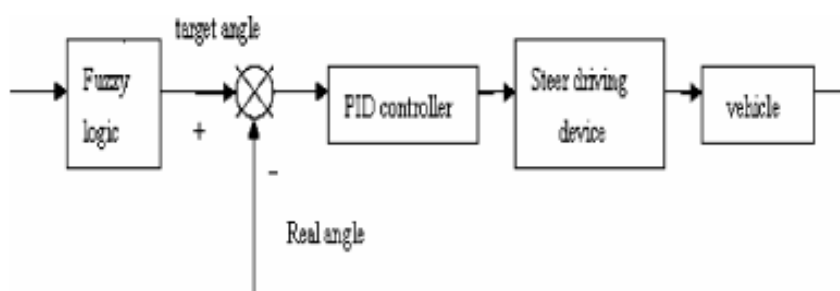 target angle
Fuzzy
logic
+
-
PID controller
Steer driving
device
vehicle
Real angle